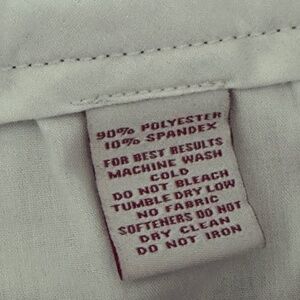 90% POLYESTER
10% SPANDEX
FOR BEST RESULTS
MACHINE WASH
COLD
DO NOT BLEACH
TUMBLE DRY LOW
NO FABRIC
SOFTENERS DO NOT
DRY CLEAN
DO NOT IRON